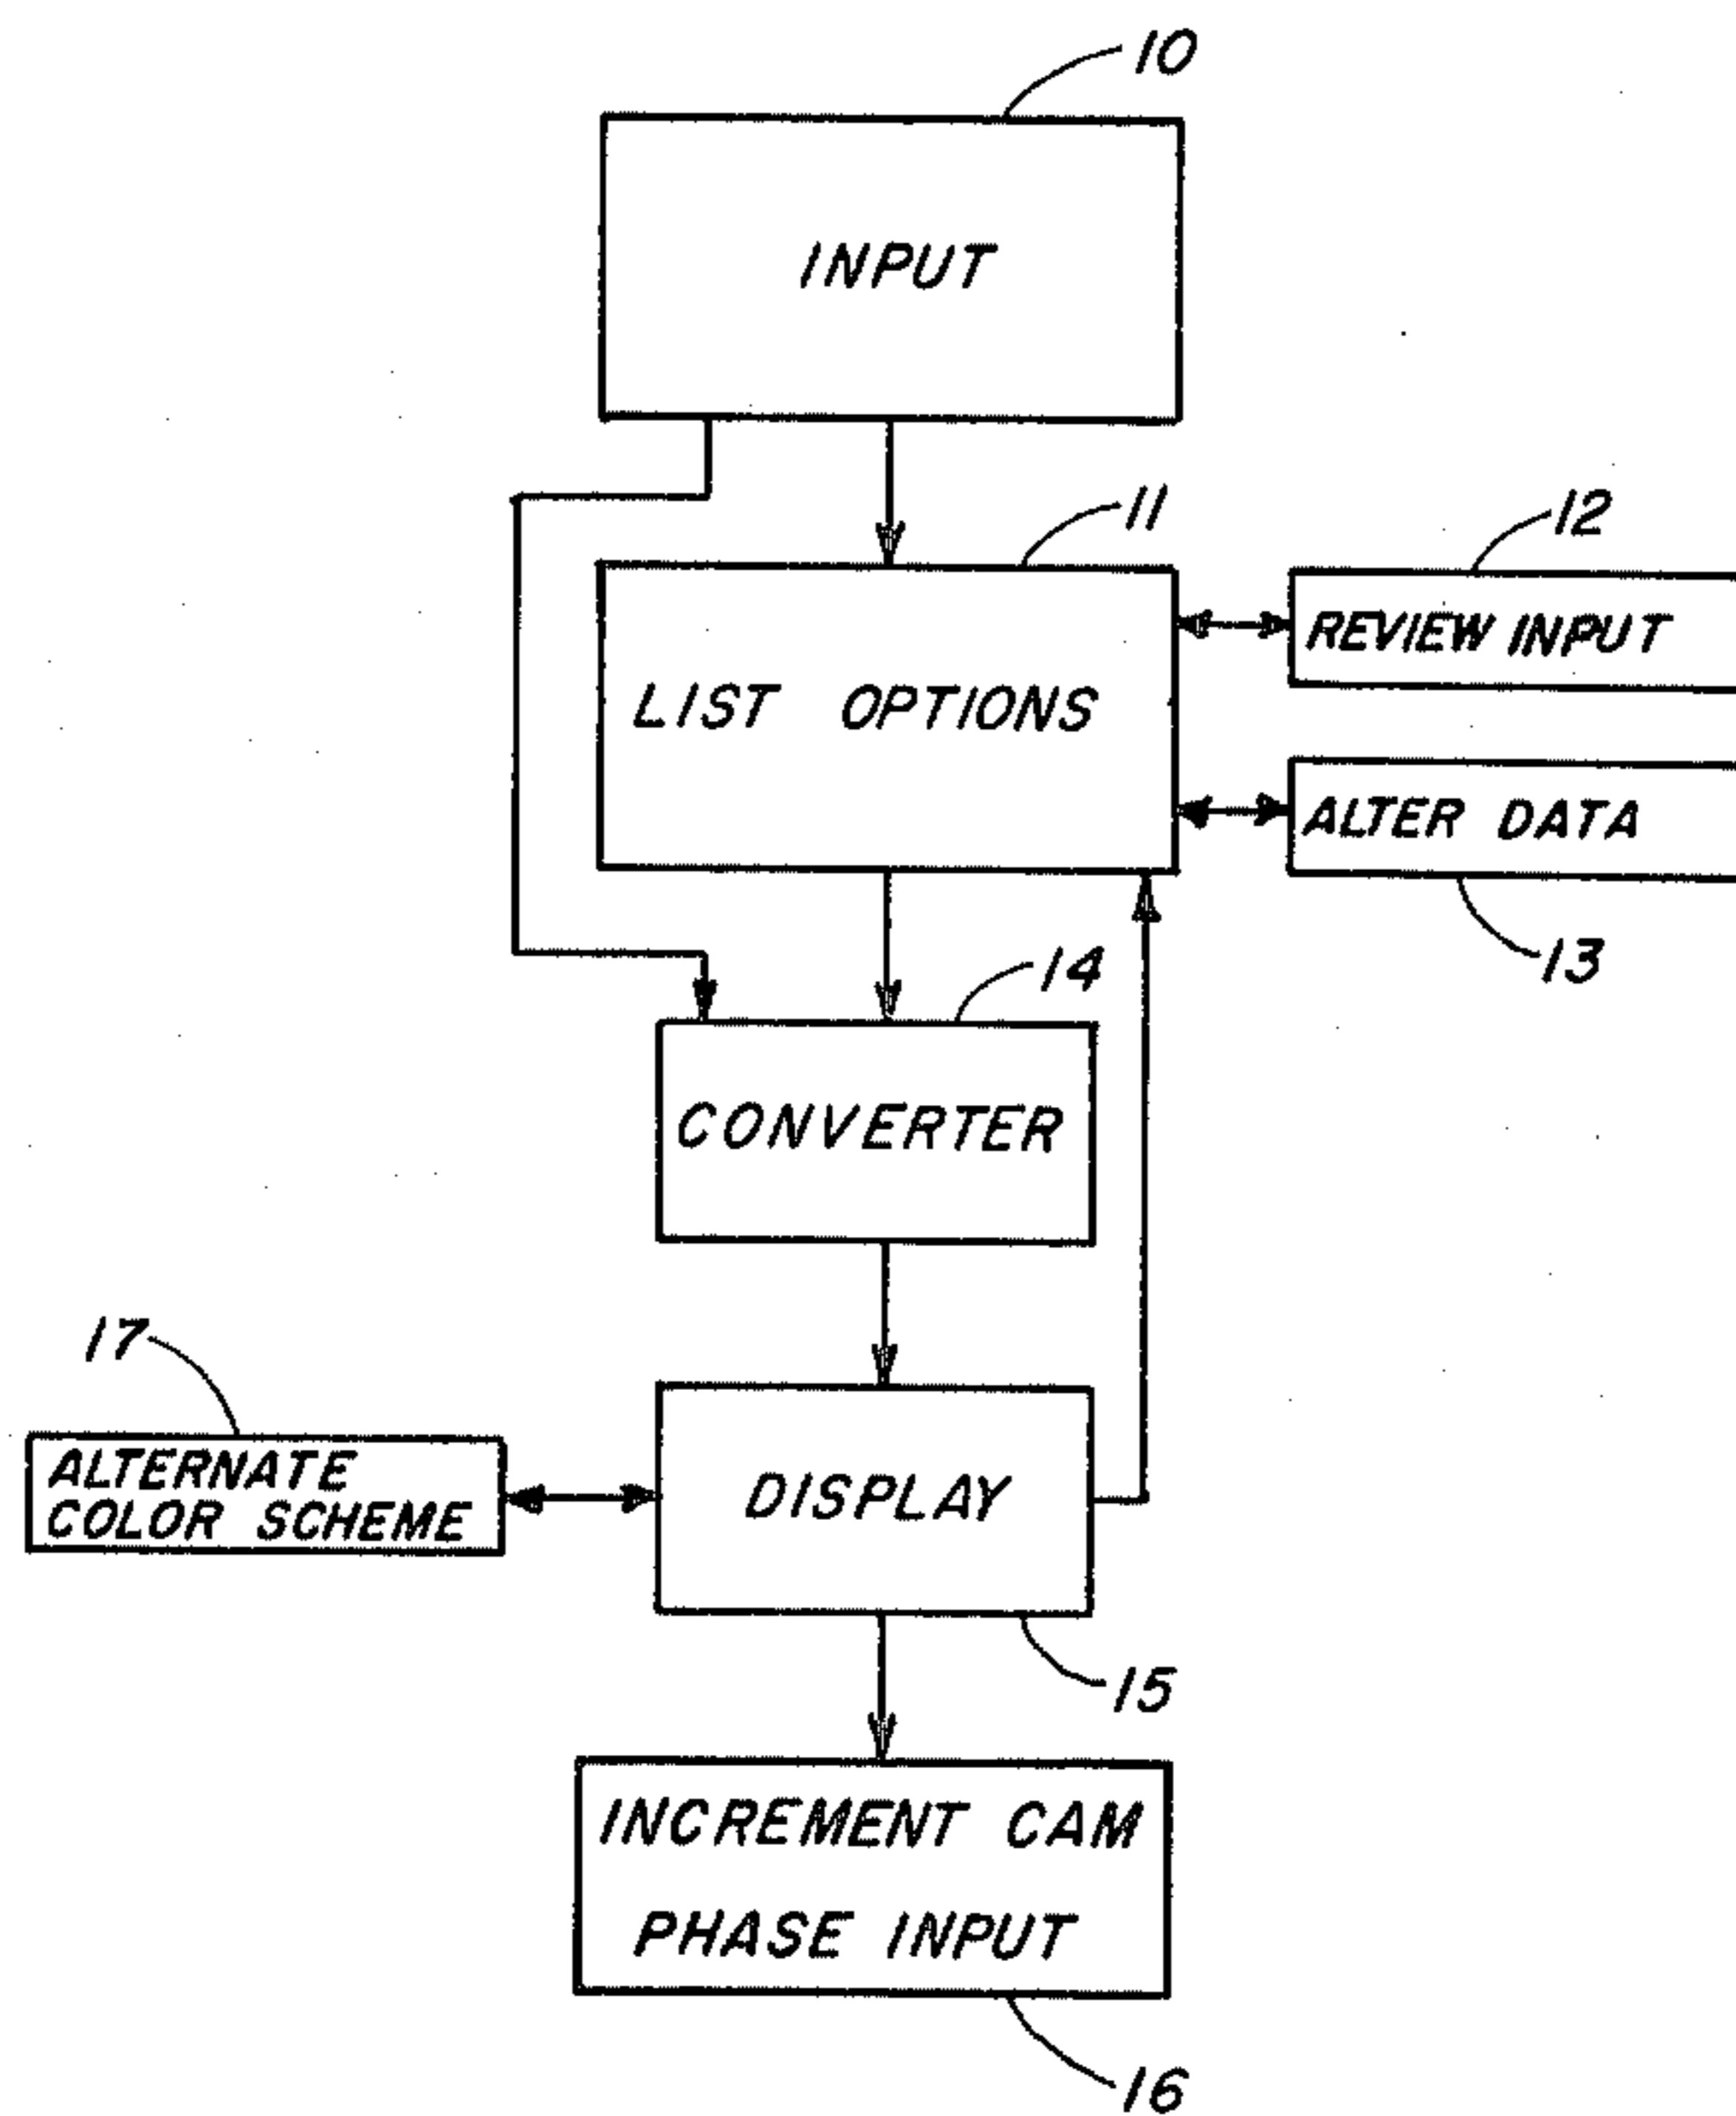 10
INPUT
11
12
LIST OPTIONS
REVIEW INPUT
ALTER DATA
13
14
CONVERTER
17
ALTERNATE
COLOR SCHEME
DISPLAY
15
INCREMENT CAM
PHASE INPUT
16